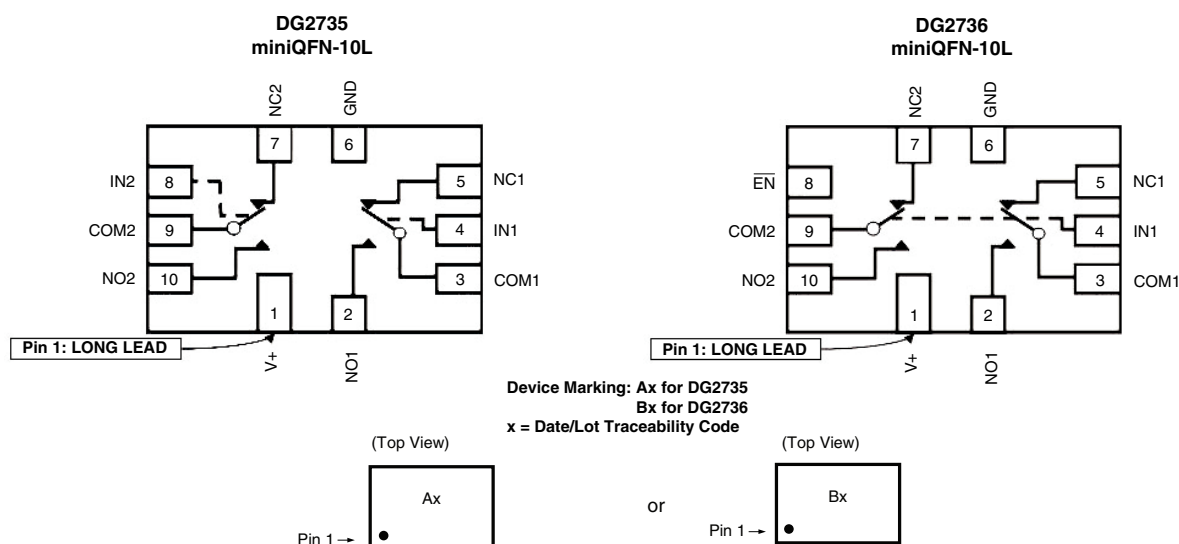 DG2735
miniQFN-10L
NC2
GND
7
6
IN2
8
5
NC1
COM2
9
4
IN1
NO2
10
3
COM1
1
2
Pin 1: LONG LEAD
V+
NO1
DG2736
miniQFN-10L
NC2
GND
7
6
EN
8
5
NC1
COM2
9
4
IN1
NO2
10
3
COM1
1
2
Pin 1: LONG LEAD
V+
NO1
Device Marking: Ax for DG2735
Bx for DG2736
x = Date/Lot Traceability Code
(Top View)
Ax
Pin 1
or
(Top View)
Bx
Pin 1